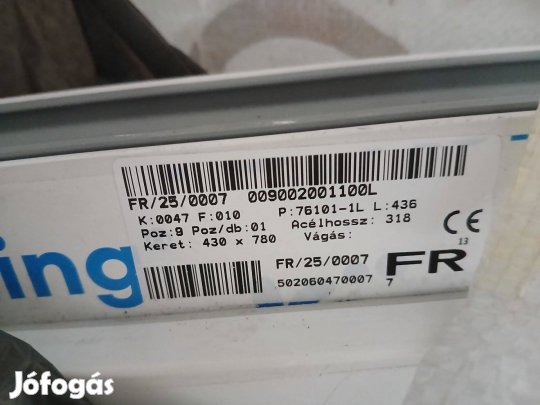 FR/25/0007 009002001100L
K:0047 F:010 P:76101-1L L:436
Poz:9 Poz/db:01 Acélhossz: 318
Keret: 430 x 780 Vágás:
CE
13
ing
FR/25/0007 FR
502060470007 7
Jófogás